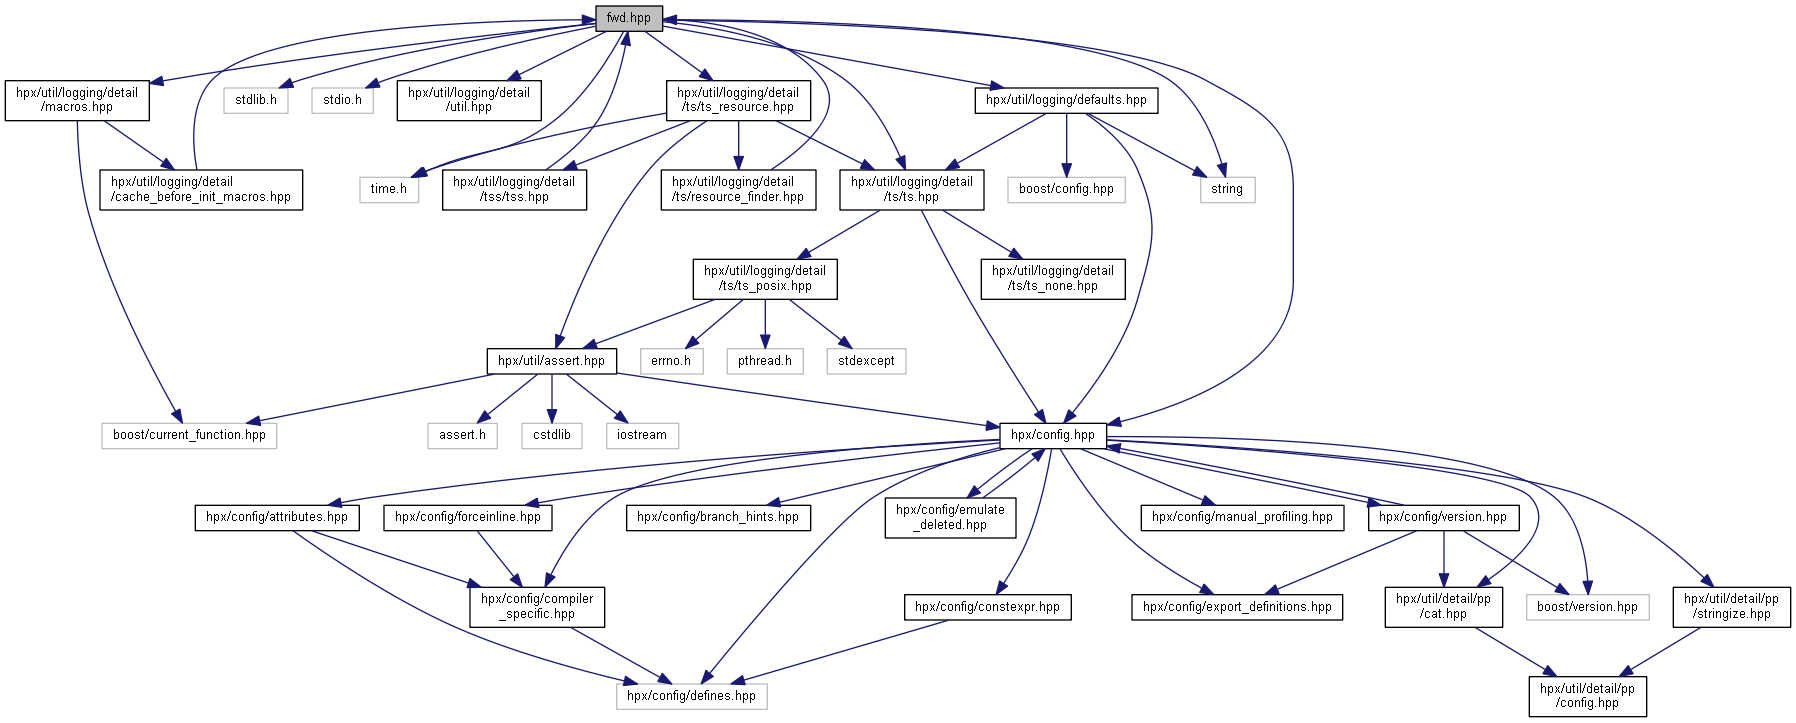 fwd.hpp
hpx/util/logging/detail
/macros.hpp
stdlib.h
stdio.h
hpx/util/logging/detail
/util.hpp
hpx/util/logging/detail
/ts/ts_resource.hpp
hpx/util/logging/defaults.hpp
hpx/util/logging/detail
/cache_before_init_macros.hpp
time.h
hpx/util/logging/detail
/tss/tss.hpp
hpx/util/logging/detail
/ts/resource_finder.hpp
hpx/util/logging/detail
/ts/ts.hpp
boost/config.hpp
string
hpx/util/logging/detail
/ts/ts_posix.hpp
hpx/util/logging/detail
/ts/ts_none.hpp
hpx/util/assert.hpp
errno.h
pthread.h
stdexcept
boost/current_function.hpp
assert.h
cstdlib
iostream
hpx/config.hpp
hpx/config/attributes.hpp
hpx/config/forceinline.hpp
hpx/config/branch_hints.hpp
hpx/config/emulate
_deleted.hpp
hpx/config/manual_profiling.hpp
hpx/config/version.hpp
hpx/config/compiler
_specific.hpp
hpx/config/constexpr.hpp
hpx/config/export_definitions.hpp
hpx/util/detail/pp
/cat.hpp
boost/version.hpp
hpx/util/detail/pp
/stringize.hpp
hpx/config/defines.hpp
hpx/util/detail/pp
/config.hpp